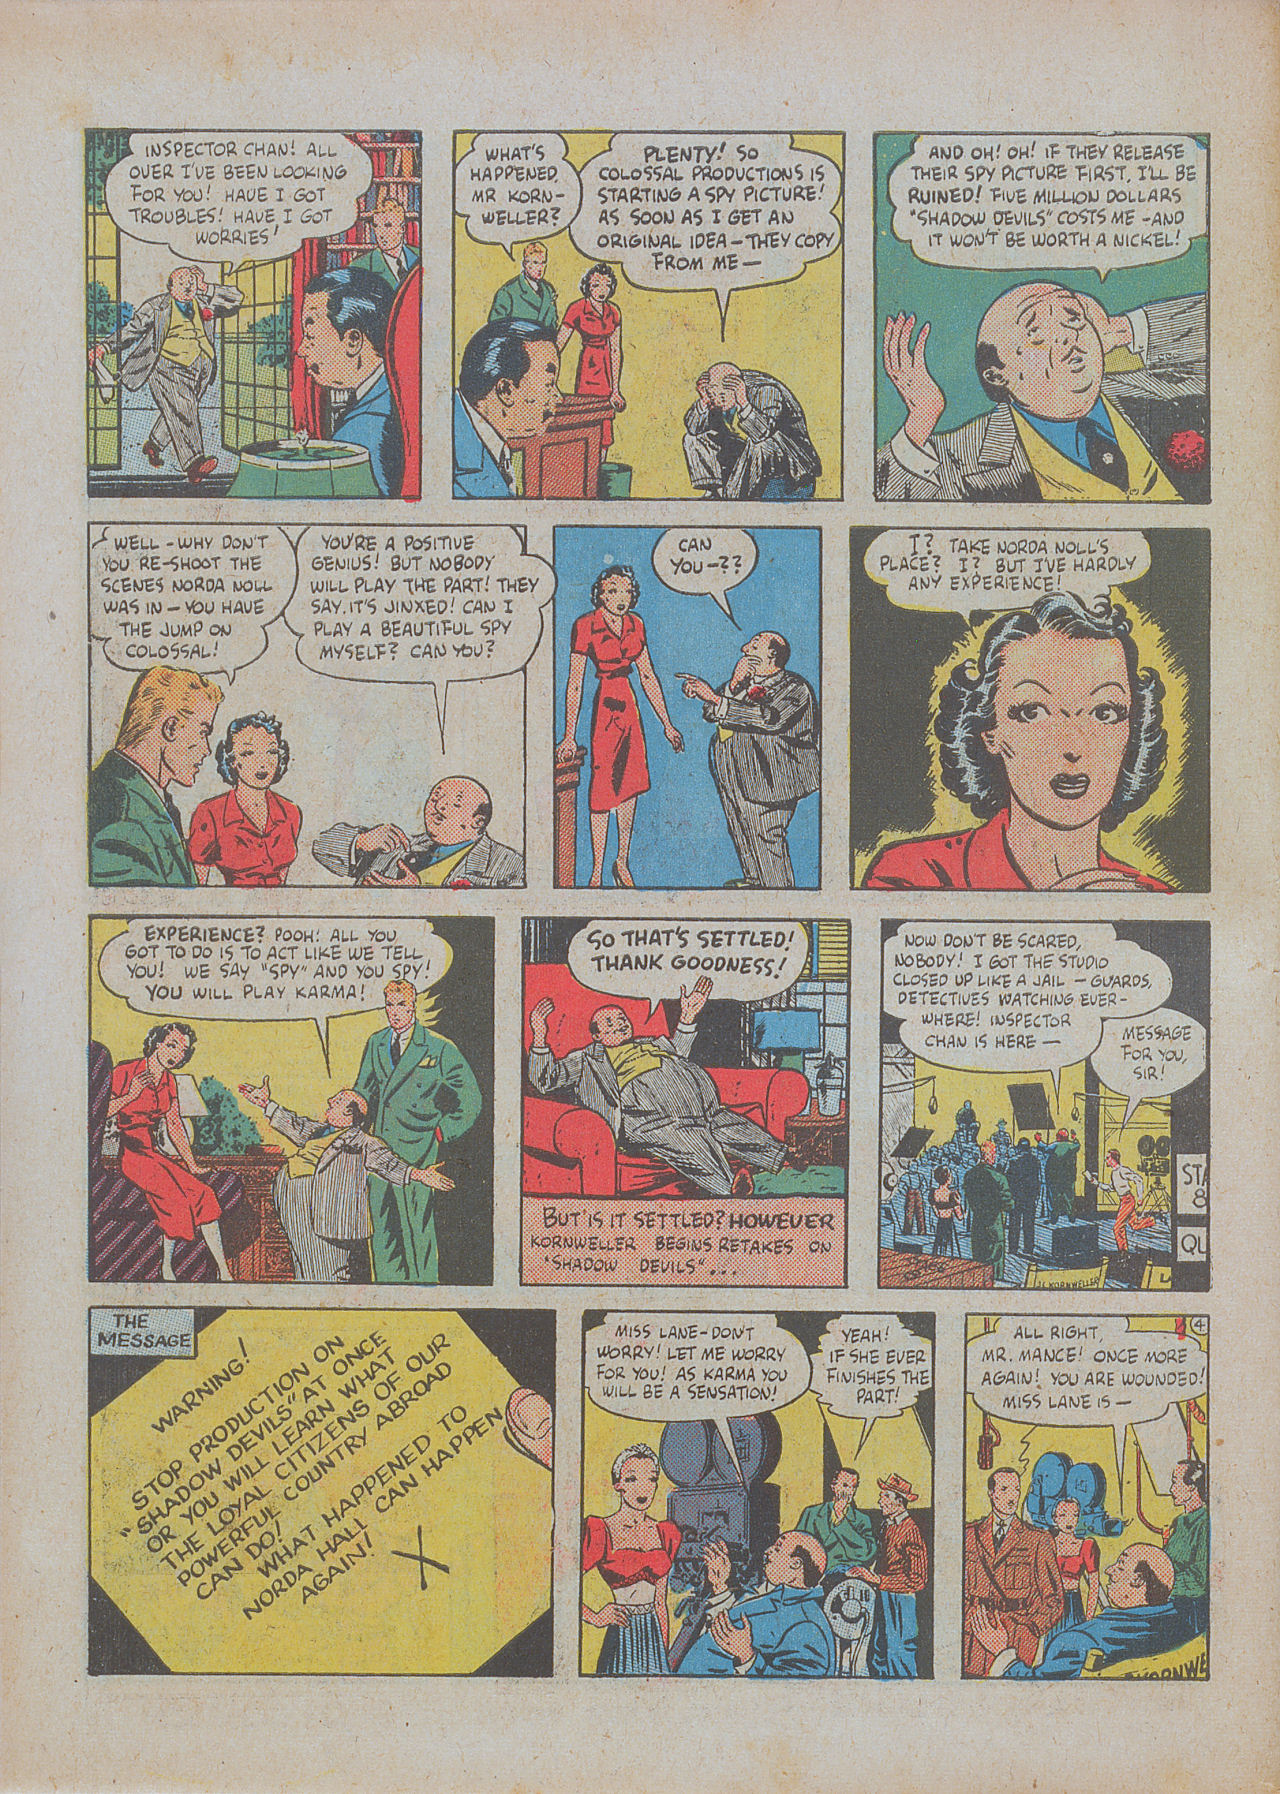 INSPECTOR CHAN! ALL
OVER I'VE BEEN LOOKING
FOR YOU! HAVE I GOT
TROUBLES! HAVE I GOT
WORRIES!
WHAT'S
HAPPENED,
MR KORN-
WELLER?
PLENTY! SO
COLOSSAL PRODUCTIONS IS
STARTING A SPY PICTURE!
AS SOON AS I GET AN
ORIGINAL IDEA - THEY COPY
FROM ME -
AND OH! OH! IF THEY RELEASE
THEIR SPY PICTURE FIRST, I'LL BE
RUINED! FIVE MILLION DOLLARS
"SHADOW DEVILS" COSTS ME - AND
IT WON'T BE WORTH A NICKEL!
WELL - WHY DON'T
YOU RE-SHOOT THE
SCENES NORDA NOLL
WAS IN - YOU HAVE
THE JUMP ON
COLOSSAL!
YOU'RE A POSITIVE
GENIUS! BUT NOBODY
WILL PLAY THE PART! THEY
SAY, IT'S JINXED! CAN I
PLAY A BEAUTIFUL SPY
MYSELF? CAN YOU?
CAN
YOU -??
I? TAKE NORDA NOLL'S
PLACE? I? BUT I'VE HARDLY
ANY EXPERIENCE!
EXPERIENCE? POOH! ALL YOU
GOT TO DO IS TO ACT LIKE WE TELL
YOU! WE SAY "SPY" AND YOU SPY!
YOU WILL PLAY KARMA!
SO THAT'S SETTLED!
THANK GOODNESS!
BUT IS IT SETTLED? HOWEVER
KORNWELLER BEGINS RETAKES ON
"SHADOW DEVILS"...
NOW DON'T BE SCARED,
NOBODY! I GOT THE STUDIO
CLOSED UP LIKE A JAIL - GUARDS,
DETECTIVES WATCHING EVER-
WHERE! INSPECTOR
CHAN IS HERE -
MESSAGE
FOR YOU,
SIR!
STA
8
QU
J.C. KORNWELLER
THE
MESSAGE
WARNING!
STOP PRODUCTION ON
"SHADOW DEVILS" AT ONCE
OR YOU WILL LEARN WHAT
THE LOYAL CITIZENS OF OUR
POWERFUL COUNTRY ABROAD
CAN DO!
WHAT HAPPENED TO
NORDA HALL CAN HAPPEN
AGAIN!
X
MISS LANE - DON'T
WORRY! LET ME WORRY
FOR YOU! AS KARMA YOU
WILL BE A SENSATION!
YEAH!
IF SHE EVER
FINISHES THE
PART!
4
ALL RIGHT,
MR. MANCE! ONCE MORE
AGAIN! YOU ARE WOUNDED!
MISS LANE IS -
KORNWE